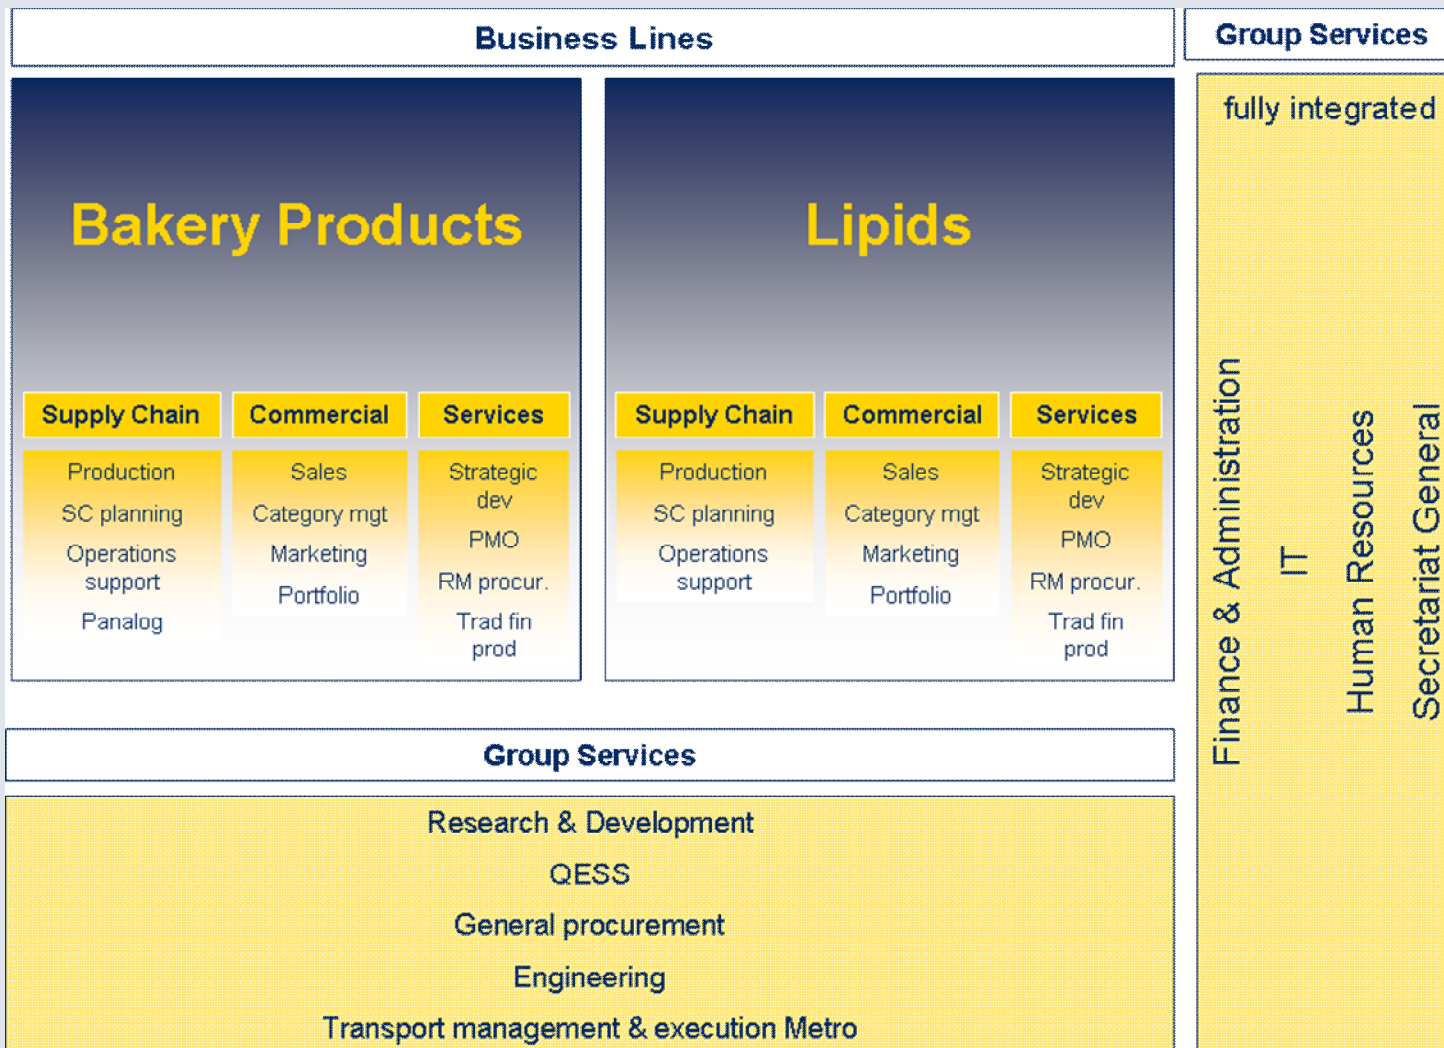 Business Lines
Group Services
Bakery Products
Supply Chain
Production
SC planning
Operations
support
Panalog
Commercial
Sales
Category mgt
Marketing
Portfolio
Services
Strategic
dev
PMO
RM procur.
Trad fin
prod
Lipids
Supply Chain
Production
SC planning
Operations
support
Commercial
Sales
Category mgt
Marketing
Portfolio
Services
Strategic
dev
PMO
RM procur.
Trad fin
prod
fully integrated
Finance & Administration
IT
Human Resources
Secretariat General
Group Services
Research & Development
QESS
General procurement
Engineering
Transport management & execution Metro